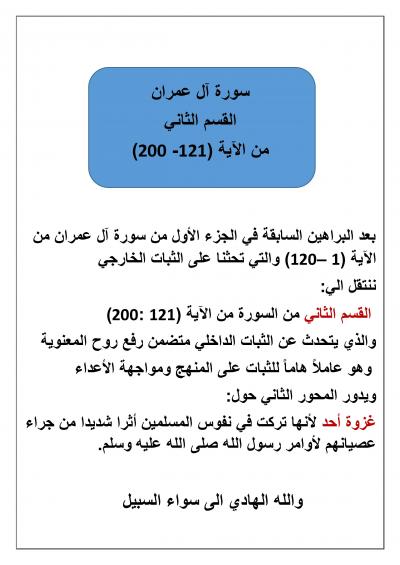 سورة آل عمران
القسم الثاني
من الآية (121- 200)
بعد البراهين السابقة في الجزء الأول من سورة آل عمران من
الآية (1 –120) والتي تحثنا على الثبات الخارجي
ننتقل الي:
القسم الثاني من السورة من الآية (121 :200)
والذي يتحدث عن الثبات الداخلي متضمن رفع روح المعنوية
وهو عاملاً هاماً للثبات على المنهج ومواجهة الأعداء
ويدور المحور الثاني حول:
غزوة أحد لأنها تركت في نفوس المسلمين أثرا شديدا من جراء
عصيانهم لأوامر رسول الله صلى الله عليه وسلم.
والله الهادي الى سواء السبيل